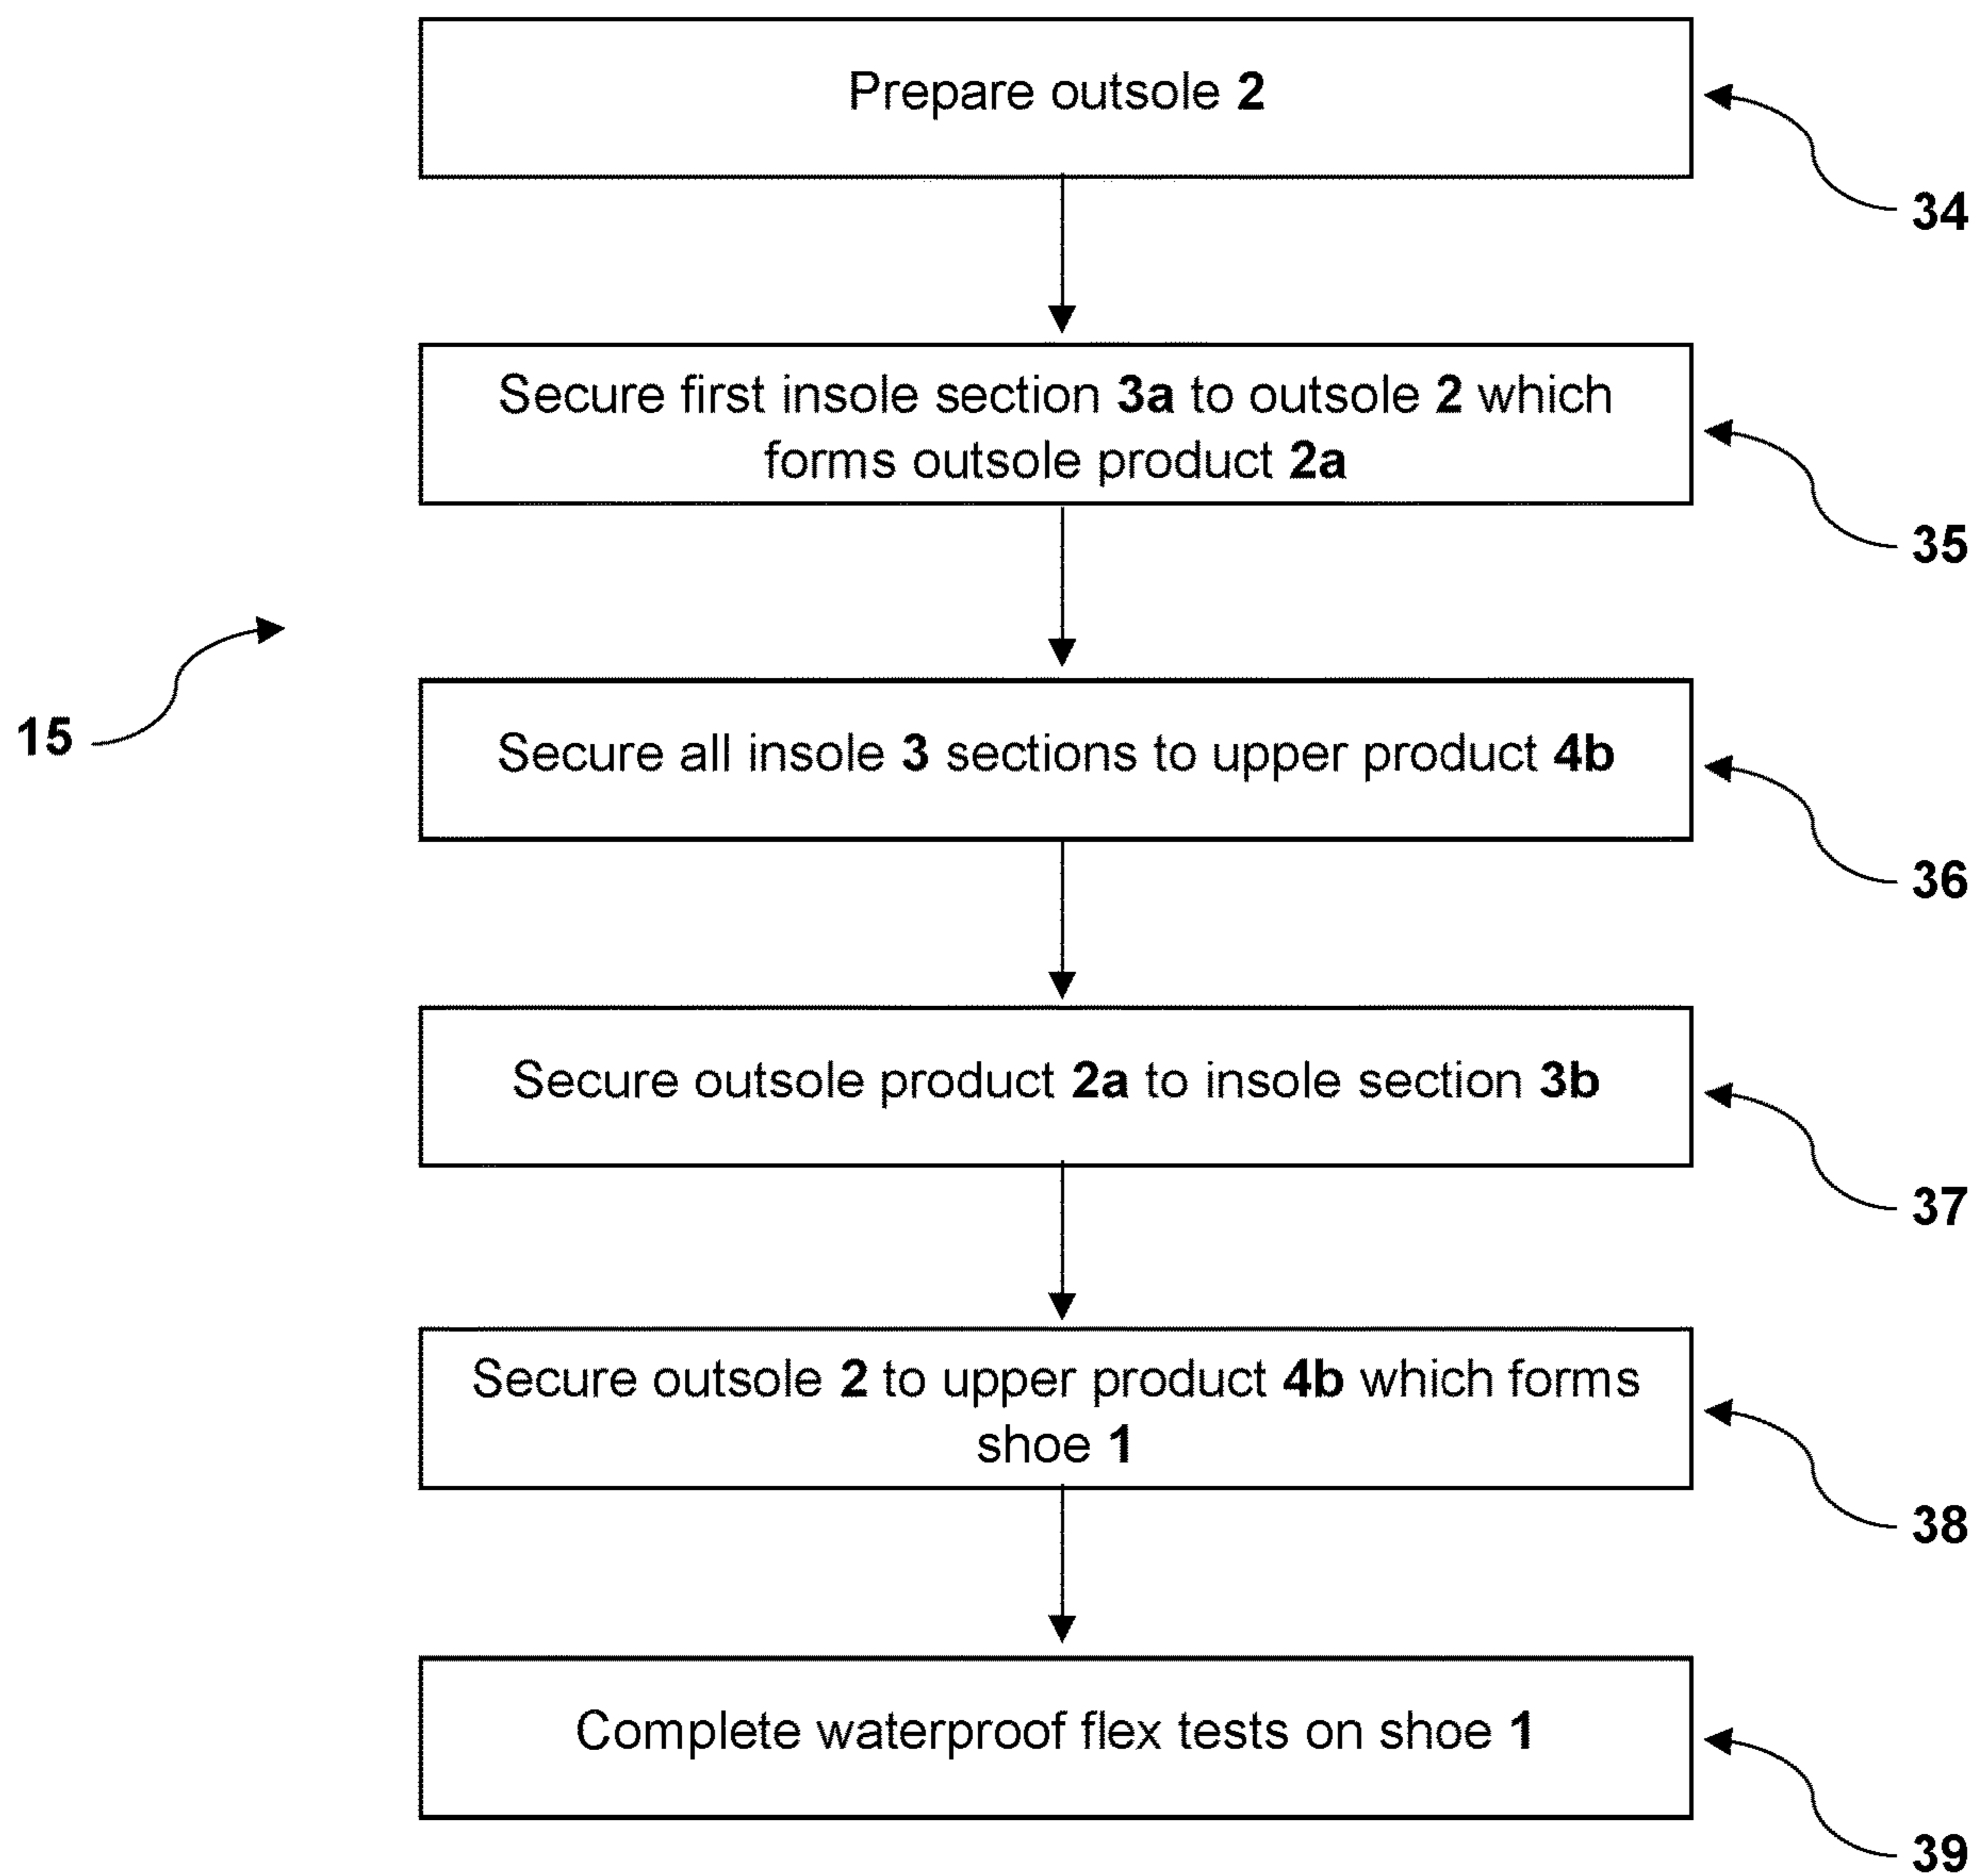 Prepare outsole 2
34
Secure first insole section 3a to outsole 2 which
forms outsole product 2a
35
15
Secure all insole 3 sections to upper product 4b
36
Secure outsole product 2a to insole section 3b
37
Secure outsole 2 to upper product 4b which forms
shoe 1
38
Complete waterproof flex tests on shoe 1
39